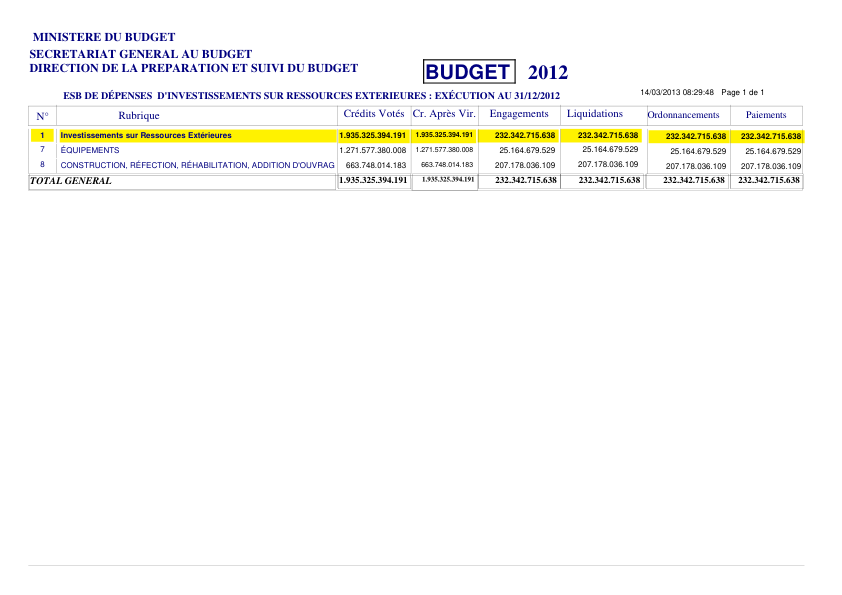 MINISTERE DU BUDGET
SECRETARIAT GENERAL AU BUDGET
DIRECTION DE LA PREPARATION ET SUIVI DU BUDGET
BUDGET 2012
ESB DE DÉPENSES D'INVESTISSEMENTS SUR RESSOURCES EXTERIEURES : EXÉCUTION AU 31/12/2012
14/03/2013 08:29:48 Page 1 de 1
N° Rubrique Crédits Votés Cr. Après Vir. Engagements Liquidations Ordonnancements Paiements
1 Investissements sur Ressources Extérieures 1.935.325.394.191 1.935.325.394.191 232.342.715.638 232.342.715.638 232.342.715.638 232.342.715.638
7 ÉQUIPEMENTS 1.271.577.380.008 1.271.577.380.008 25.164.679.529 25.164.679.529 25.164.679.529 25.164.679.529
8 CONSTRUCTION, RÉFECTION, RÉHABILITATION, ADDITION D'OUVRAG 663.748.014.183 663.748.014.183 207.178.036.109 207.178.036.109 207.178.036.109 207.178.036.109
TOTAL GENERAL 1.935.325.394.191 1.935.325.394.191 232.342.715.638 232.342.715.638 232.342.715.638 232.342.715.638